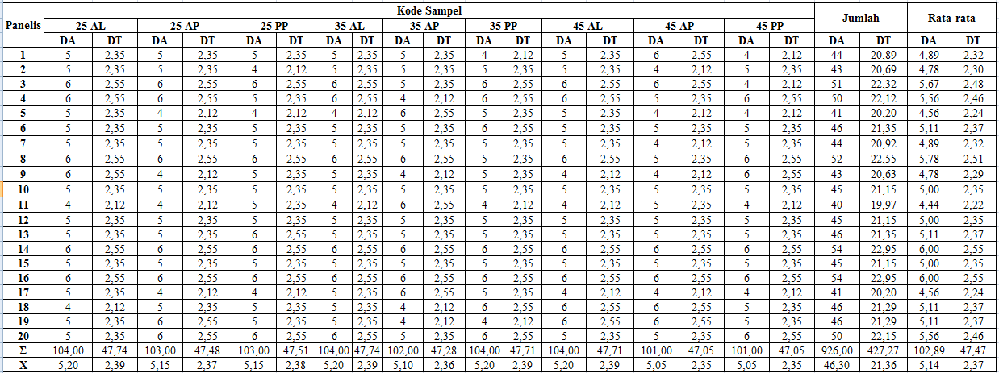 Panelis Kode Sampel Jumlah Rata-rata
25 AL 25 AP 25 PP 35 AL 35 AP 35 PP 45 AL 45 AP 45 PP
DA DT DA DT DA DT DA DT DA DT DA DT DA DT DA DT DA DT DA DT DA DT
1 5 2,35 5 2,35 5 2,35 5 2,35 5 2,35 4 2,12 5 2,35 6 2,55 4 2,12 44 20,89 4,89 2,32
2 5 2,35 5 2,35 4 2,12 5 2,35 5 2,35 5 2,35 5 2,35 4 2,12 5 2,35 43 20,69 4,78 2,30
3 6 2,55 6 2,55 6 2,55 6 2,55 5 2,35 6 2,55 6 2,55 6 2,55 4 2,12 51 22,32 5,67 2,48
4 6 2,55 6 2,55 5 2,35 6 2,55 4 2,12 6 2,55 6 2,55 5 2,35 6 2,55 50 22,12 5,56 2,46
5 5 2,35 4 2,12 4 2,12 4 2,12 6 2,55 5 2,35 5 2,35 4 2,12 4 2,12 41 20,20 4,56 2,24
6 5 2,35 5 2,35 5 2,35 5 2,35 5 2,35 6 2,55 5 2,35 5 2,35 5 2,35 46 21,35 5,11 2,37
7 5 2,35 5 2,35 5 2,35 5 2,35 5 2,35 5 2,35 5 2,35 4 2,12 5 2,35 44 20,92 4,89 2,32
8 6 2,55 6 2,55 6 2,55 6 2,55 6 2,55 5 2,35 6 2,55 5 2,35 6 2,55 52 22,55 5,78 2,51
9 6 2,55 4 2,12 5 2,35 5 2,35 4 2,12 5 2,35 4 2,12 4 2,12 6 2,55 43 20,63 4,78 2,29
10 5 2,35 5 2,35 5 2,35 5 2,35 5 2,35 5 2,35 5 2,35 5 2,35 5 2,35 45 21,15 5,00 2,35
11 4 2,12 4 2,12 5 2,35 4 2,12 6 2,55 4 2,12 4 2,12 5 2,35 4 2,12 40 19,97 4,44 2,22
12 5 2,35 5 2,35 5 2,35 5 2,35 5 2,35 5 2,35 5 2,35 5 2,35 5 2,35 45 21,15 5,00 2,35
13 5 2,35 5 2,35 6 2,55 5 2,35 5 2,35 5 2,35 5 2,35 5 2,35 5 2,35 46 21,35 5,11 2,37
14 6 2,55 6 2,55 6 2,55 6 2,55 6 2,55 6 2,55 6 2,55 6 2,55 6 2,55 54 22,95 6,00 2,55
15 5 2,35 5 2,35 5 2,35 5 2,35 5 2,35 5 2,35 5 2,35 5 2,35 5 2,35 45 21,15 5,00 2,35
16 6 2,55 6 2,55 6 2,55 6 2,55 6 2,55 6 2,55 6 2,55 6 2,55 6 2,55 54 22,95 6,00 2,55
17 5 2,35 4 2,12 4 2,12 5 2,35 6 2,55 5 2,35 4 2,12 4 2,12 4 2,12 41 20,20 4,56 2,24
18 4 2,12 5 2,35 5 2,35 5 2,35 4 2,12 6 2,55 6 2,55 6 2,55 5 2,35 46 21,29 5,11 2,37
19 5 2,35 6 2,55 5 2,35 5 2,35 4 2,12 4 2,12 6 2,55 6 2,55 5 2,35 46 21,29 5,11 2,37
20 5 2,35 6 2,55 6 2,55 6 2,55 5 2,35 6 2,55 5 2,35 5 2,35 6 2,55 50 22,15 5,56 2,46
Σ 104,00 47,74 103,00 47,48 103,00 47,51 104,00 47,74 102,00 47,28 104,00 47,71 104,00 47,71 101,00 47,05 101,00 47,05 926,00 427,27 102,89 47,47
X 5,20 2,39 5,15 2,37 5,15 2,38 5,20 2,39 5,10 2,36 5,20 2,39 5,20 2,39 5,05 2,35 5,05 2,35 46,30 21,36 5,14 2,37